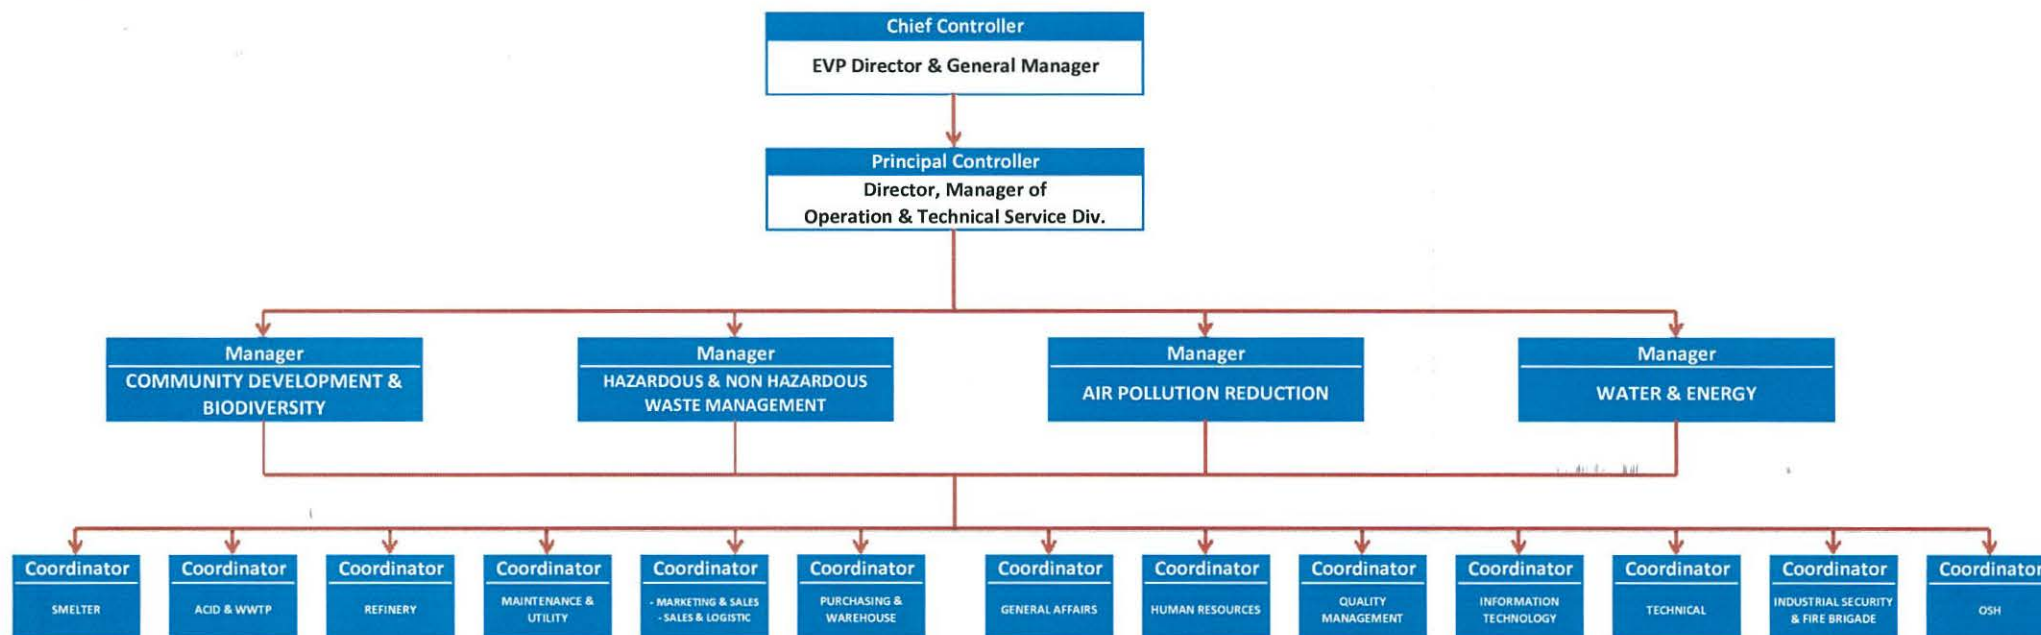 Chief Controller
EVP Director & General Manager
Principal Controller
Director, Manager of
Operation & Technical Service Div.
Manager
COMMUNITY DEVELOPMENT &
BIODIVERSITY
Manager
HAZARDOUS & NON HAZARDOUS
WASTE MANAGEMENT
Manager
AIR POLLUTION REDUCTION
Manager
WATER & ENERGY
Coordinator
SMELTER
Coordinator
ACID & WWTP
Coordinator
REFINERY
Coordinator
MAINTENANCE &
UTILITY
Coordinator
- MARKETING & SALES
- SALES & LOGISTIC
Coordinator
PURCHASING &
WAREHOUSE
Coordinator
GENERAL AFFAIRS
Coordinator
HUMAN RESOURCES
Coordinator
QUALITY
MANAGEMENT
Coordinator
INFORMATION
TECHNOLOGY
Coordinator
TECHNICAL
Coordinator
INDUSTRIAL SECURITY
& FIRE BRIGADE
Coordinator
OSH